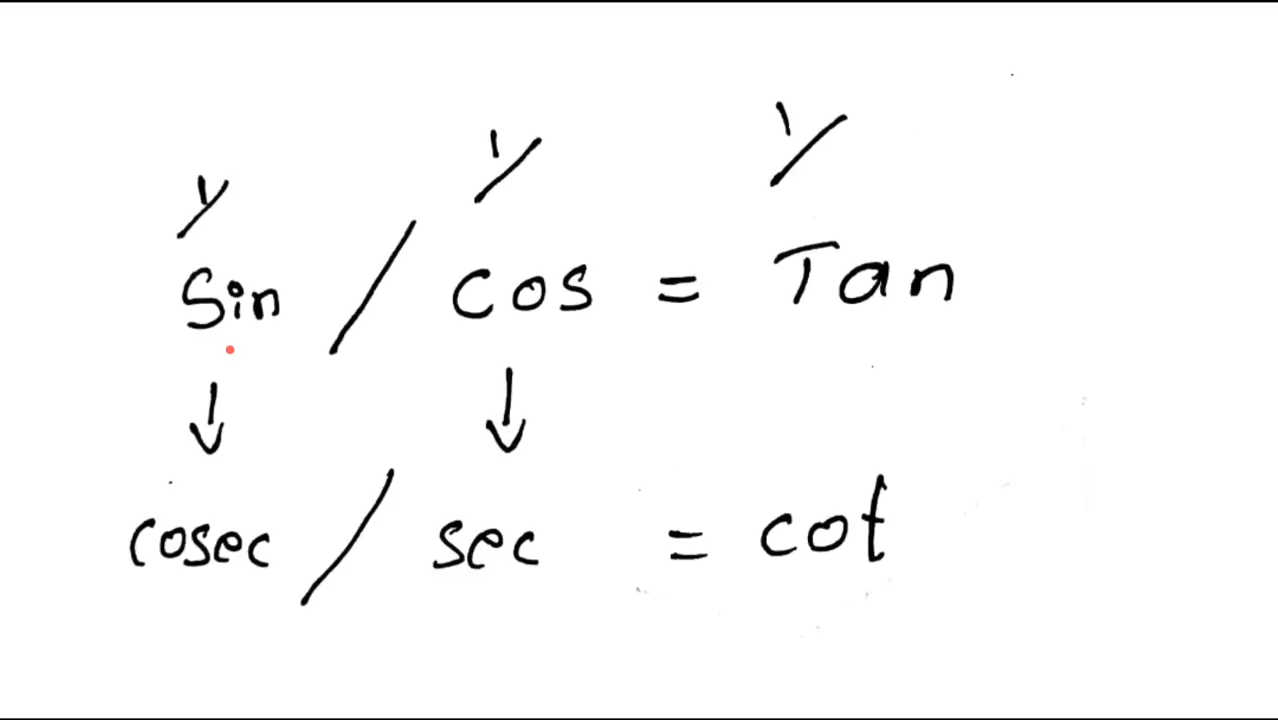 1/ 1/ 1/
Sin / cos = Tan
↓ ↓
cosec / sec = cot